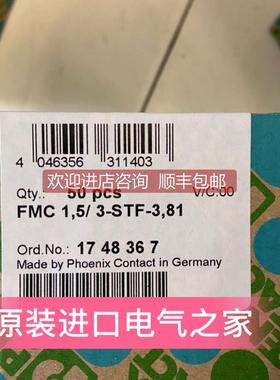 4 046356 311403
欢迎进店咨询 顺丰包邮
Qty.: 50 pcs V/C:00
FMC 1,5/ 3-STF-3,81
Ord.No.: 17 48 36 7
Made by Phoenix Contact in Germany
原装进口电气之家